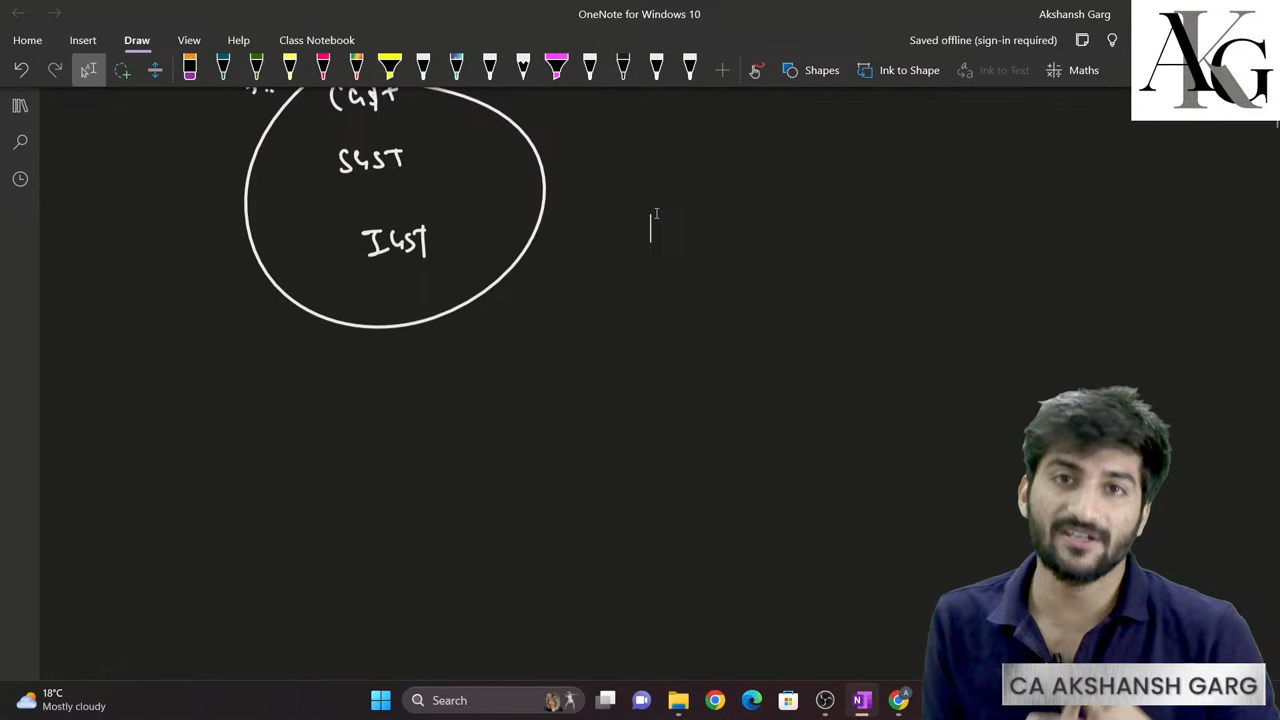 OneNote for Windows 10
Akshansh Garg
Home Insert Draw View Help Class Notebook
Saved offline (sign-in required)
Shapes Ink to Shape Ink to Text Maths
AKG
CGST
SGST
IGST
CA AKSHANSH GARG
18°C
Mostly cloudy
Search